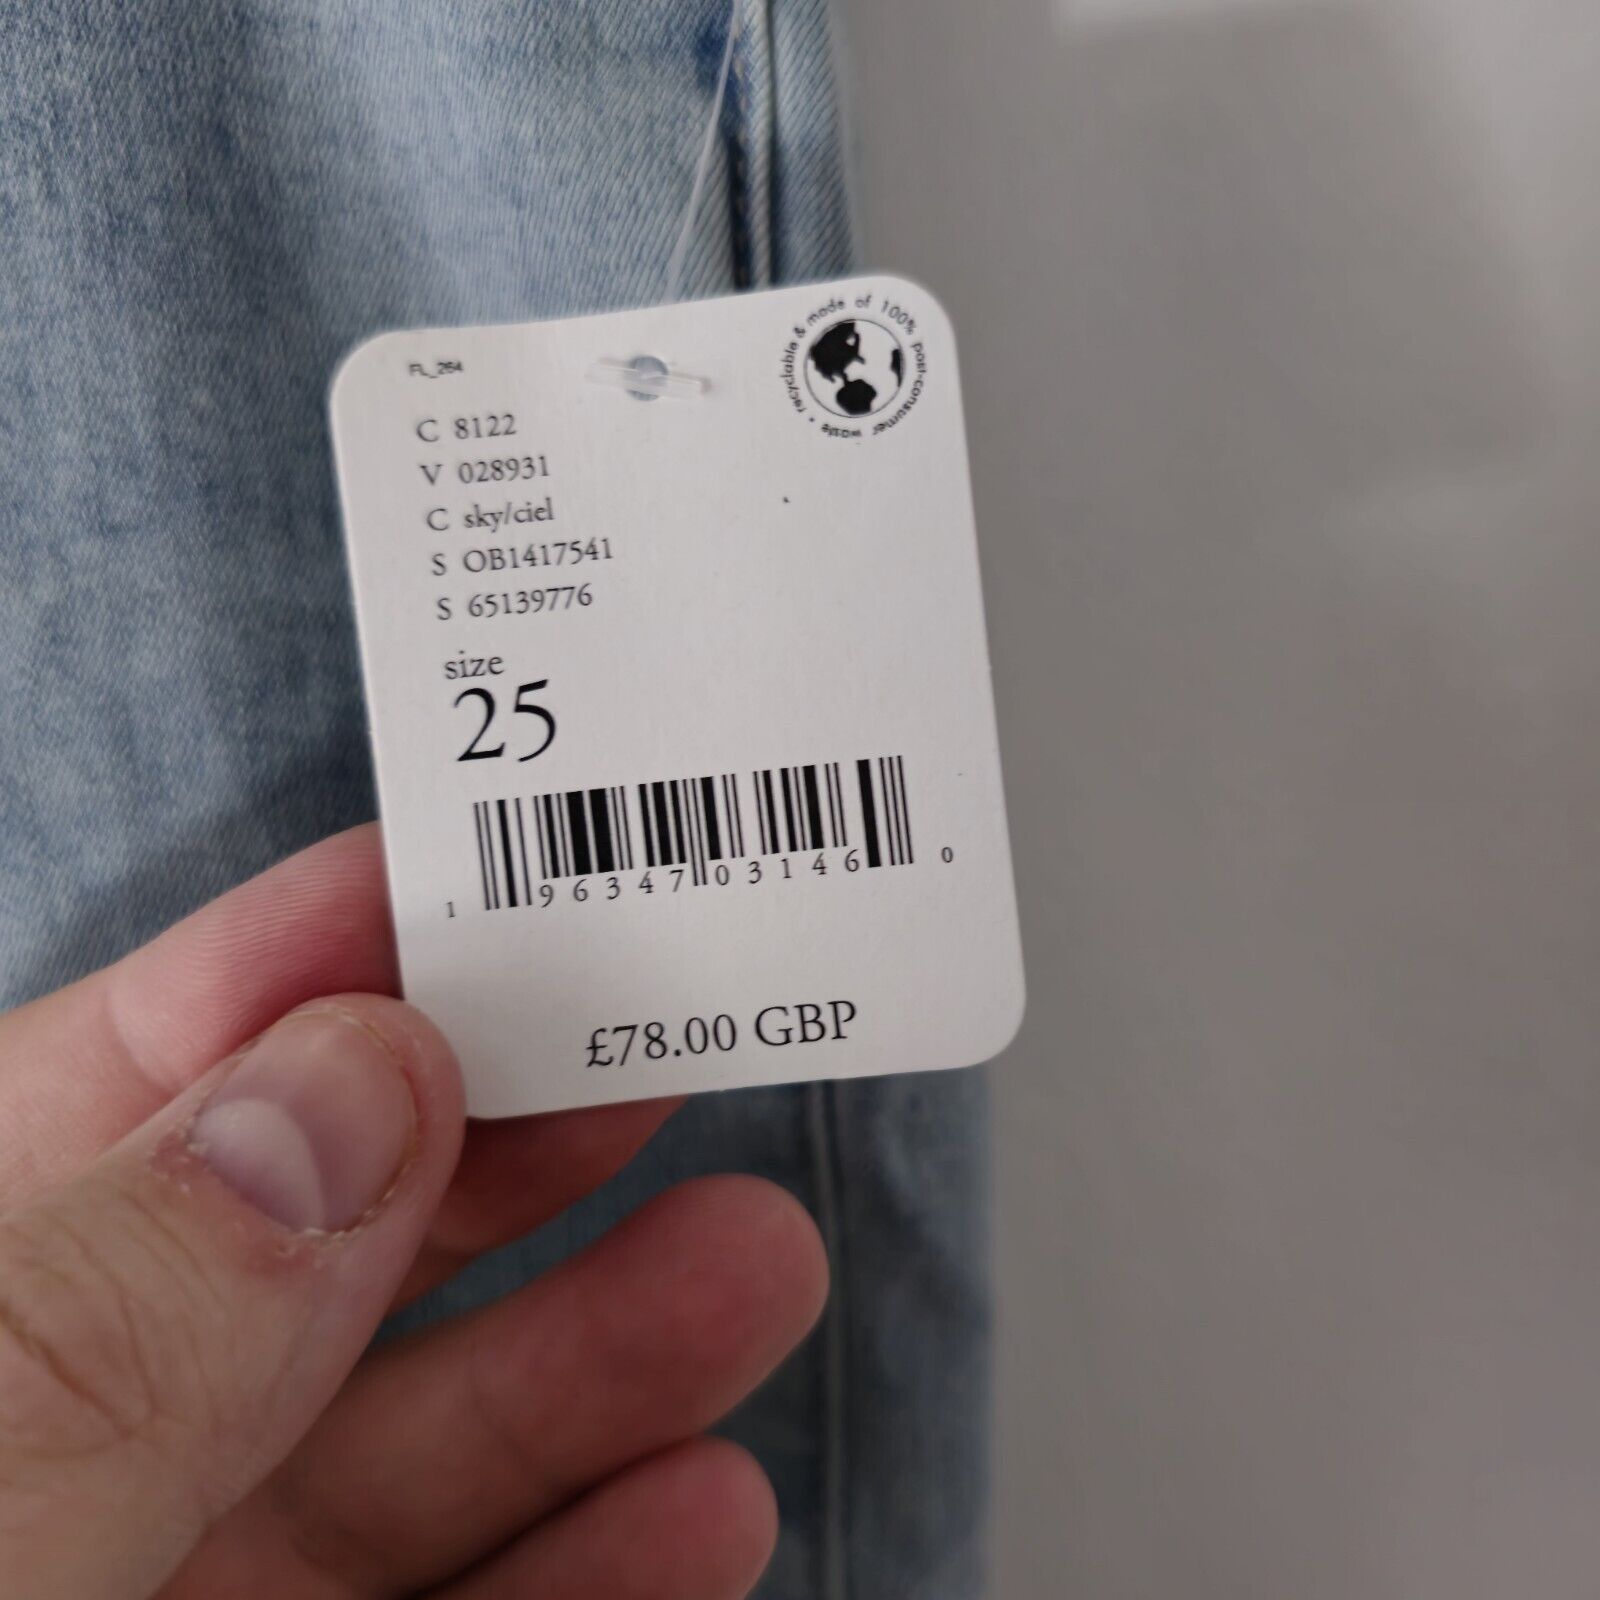 FL_264
recyclable & made of 100% post-consumer waste •
C 8122
V 028931
C sky/ciel
S OB1417541
S 65139776
size
25
1 96347 03146 0
£78.00 GBP